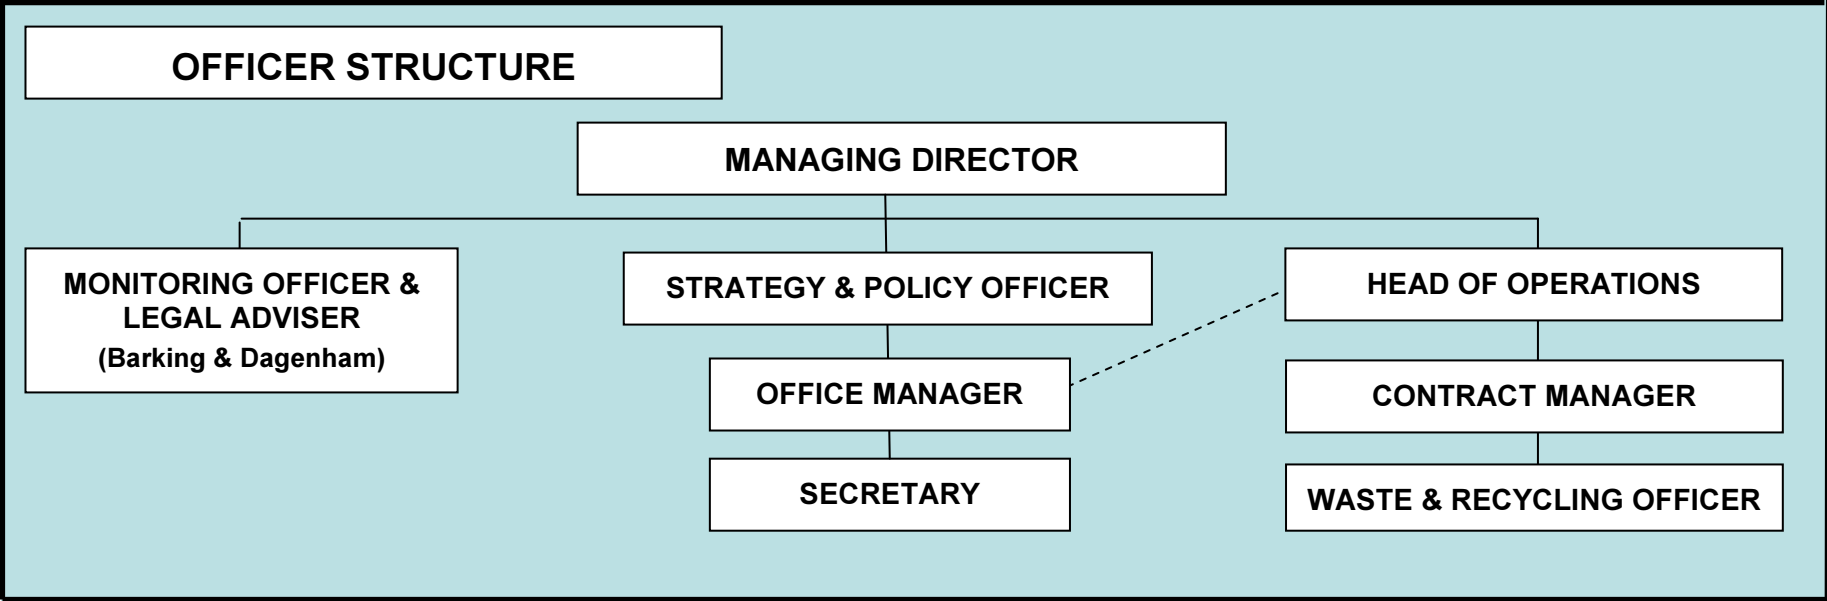 OFFICER STRUCTURE
MANAGING DIRECTOR
MONITORING OFFICER &
LEGAL ADVISER
(Barking & Dagenham)
STRATEGY & POLICY OFFICER
HEAD OF OPERATIONS
OFFICE MANAGER
CONTRACT MANAGER
SECRETARY
WASTE & RECYCLING OFFICER